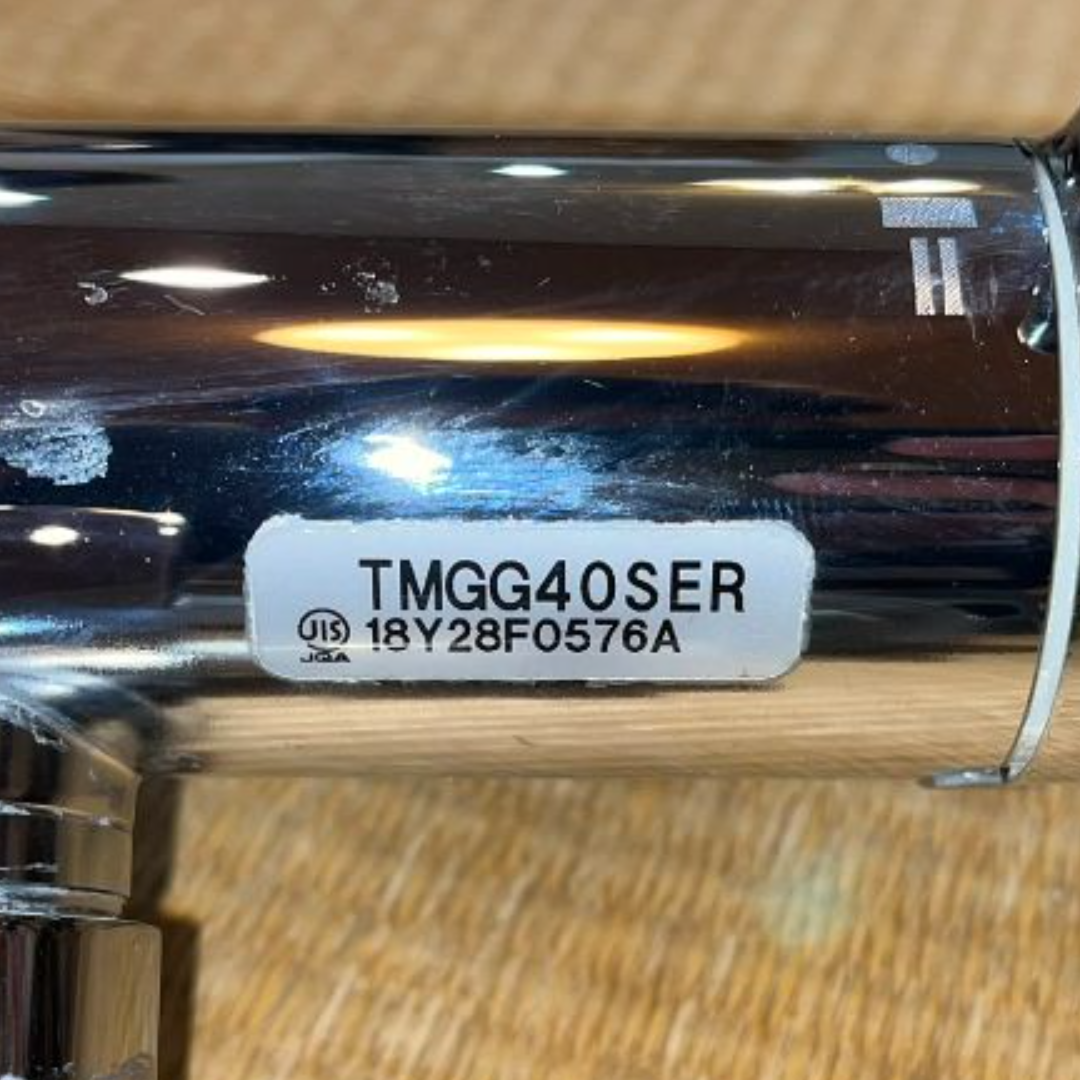 H
TMGG40SER
JIS
JQA
18Y28F0576A